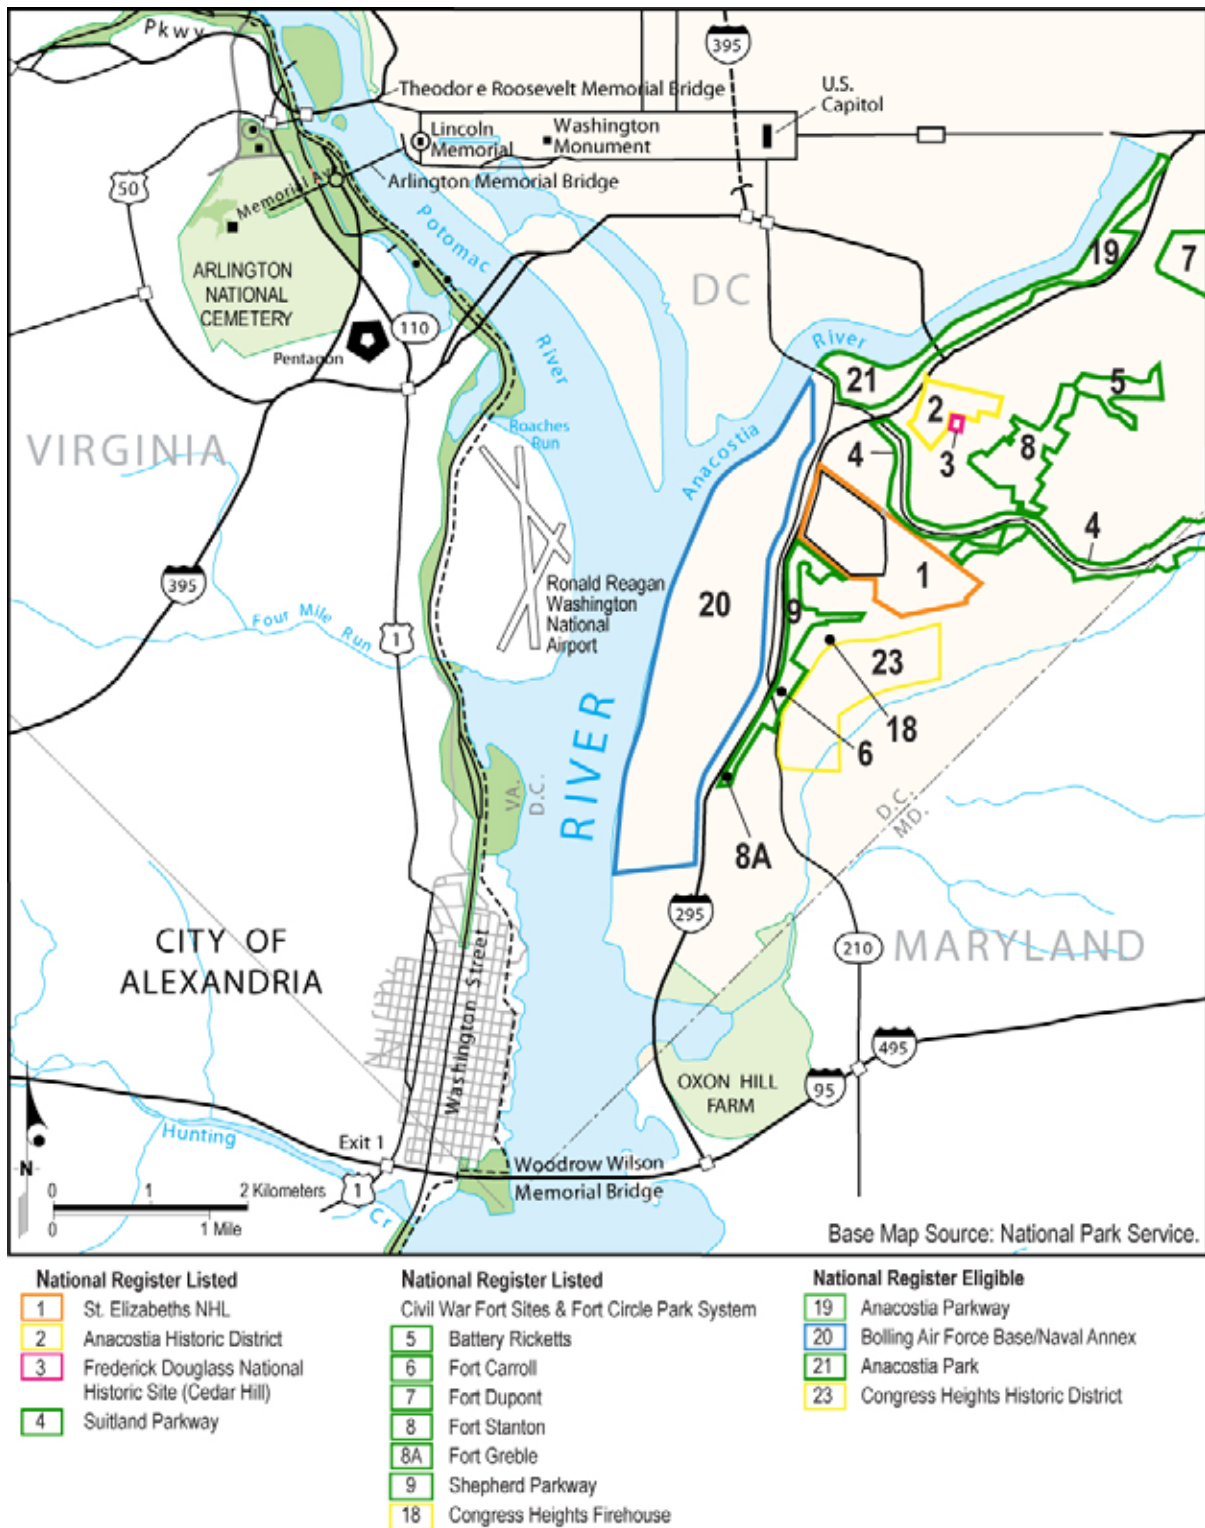 Pkwy
395
Theodore Roosevelt Memorial Bridge
U.S.
Capitol
Lincoln
Memorial
Washington
Monument
50
Memorial Av
Arlington Memorial Bridge
Potomac
River
19
7
ARLINGTON
NATIONAL
CEMETERY
DC
110
Pentagon
River
21
5
2
VIRGINIA
Roaches
Run
Anacostia
4
3
8
4
395
Ronald Reagan
Washington
National
Airport
1
20
9
Four Mile Run
1
23
RIVER
18
6
VA.
D.C.
D.C.
MD.
8A
295
CITY OF
ALEXANDRIA
Washington Street
210
MARYLAND
495
OXON HILL
FARM
95
Hunting
Exit 1
Woodrow Wilson
Memorial Bridge
N
0 1 2 Kilometers
0 1 Mile
1
Cr
Base Map Source: National Park Service.
National Register Listed
1 St. Elizabeths NHL
2 Anacostia Historic District
3 Frederick Douglass National
Historic Site (Cedar Hill)
4 Suitland Parkway
National Register Listed
Civil War Fort Sites & Fort Circle Park System
5 Battery Ricketts
6 Fort Carroll
7 Fort Dupont
8 Fort Stanton
8A Fort Greble
9 Shepherd Parkway
18 Congress Heights Firehouse
National Register Eligible
19 Anacostia Parkway
20 Bolling Air Force Base/Naval Annex
21 Anacostia Park
23 Congress Heights Historic District